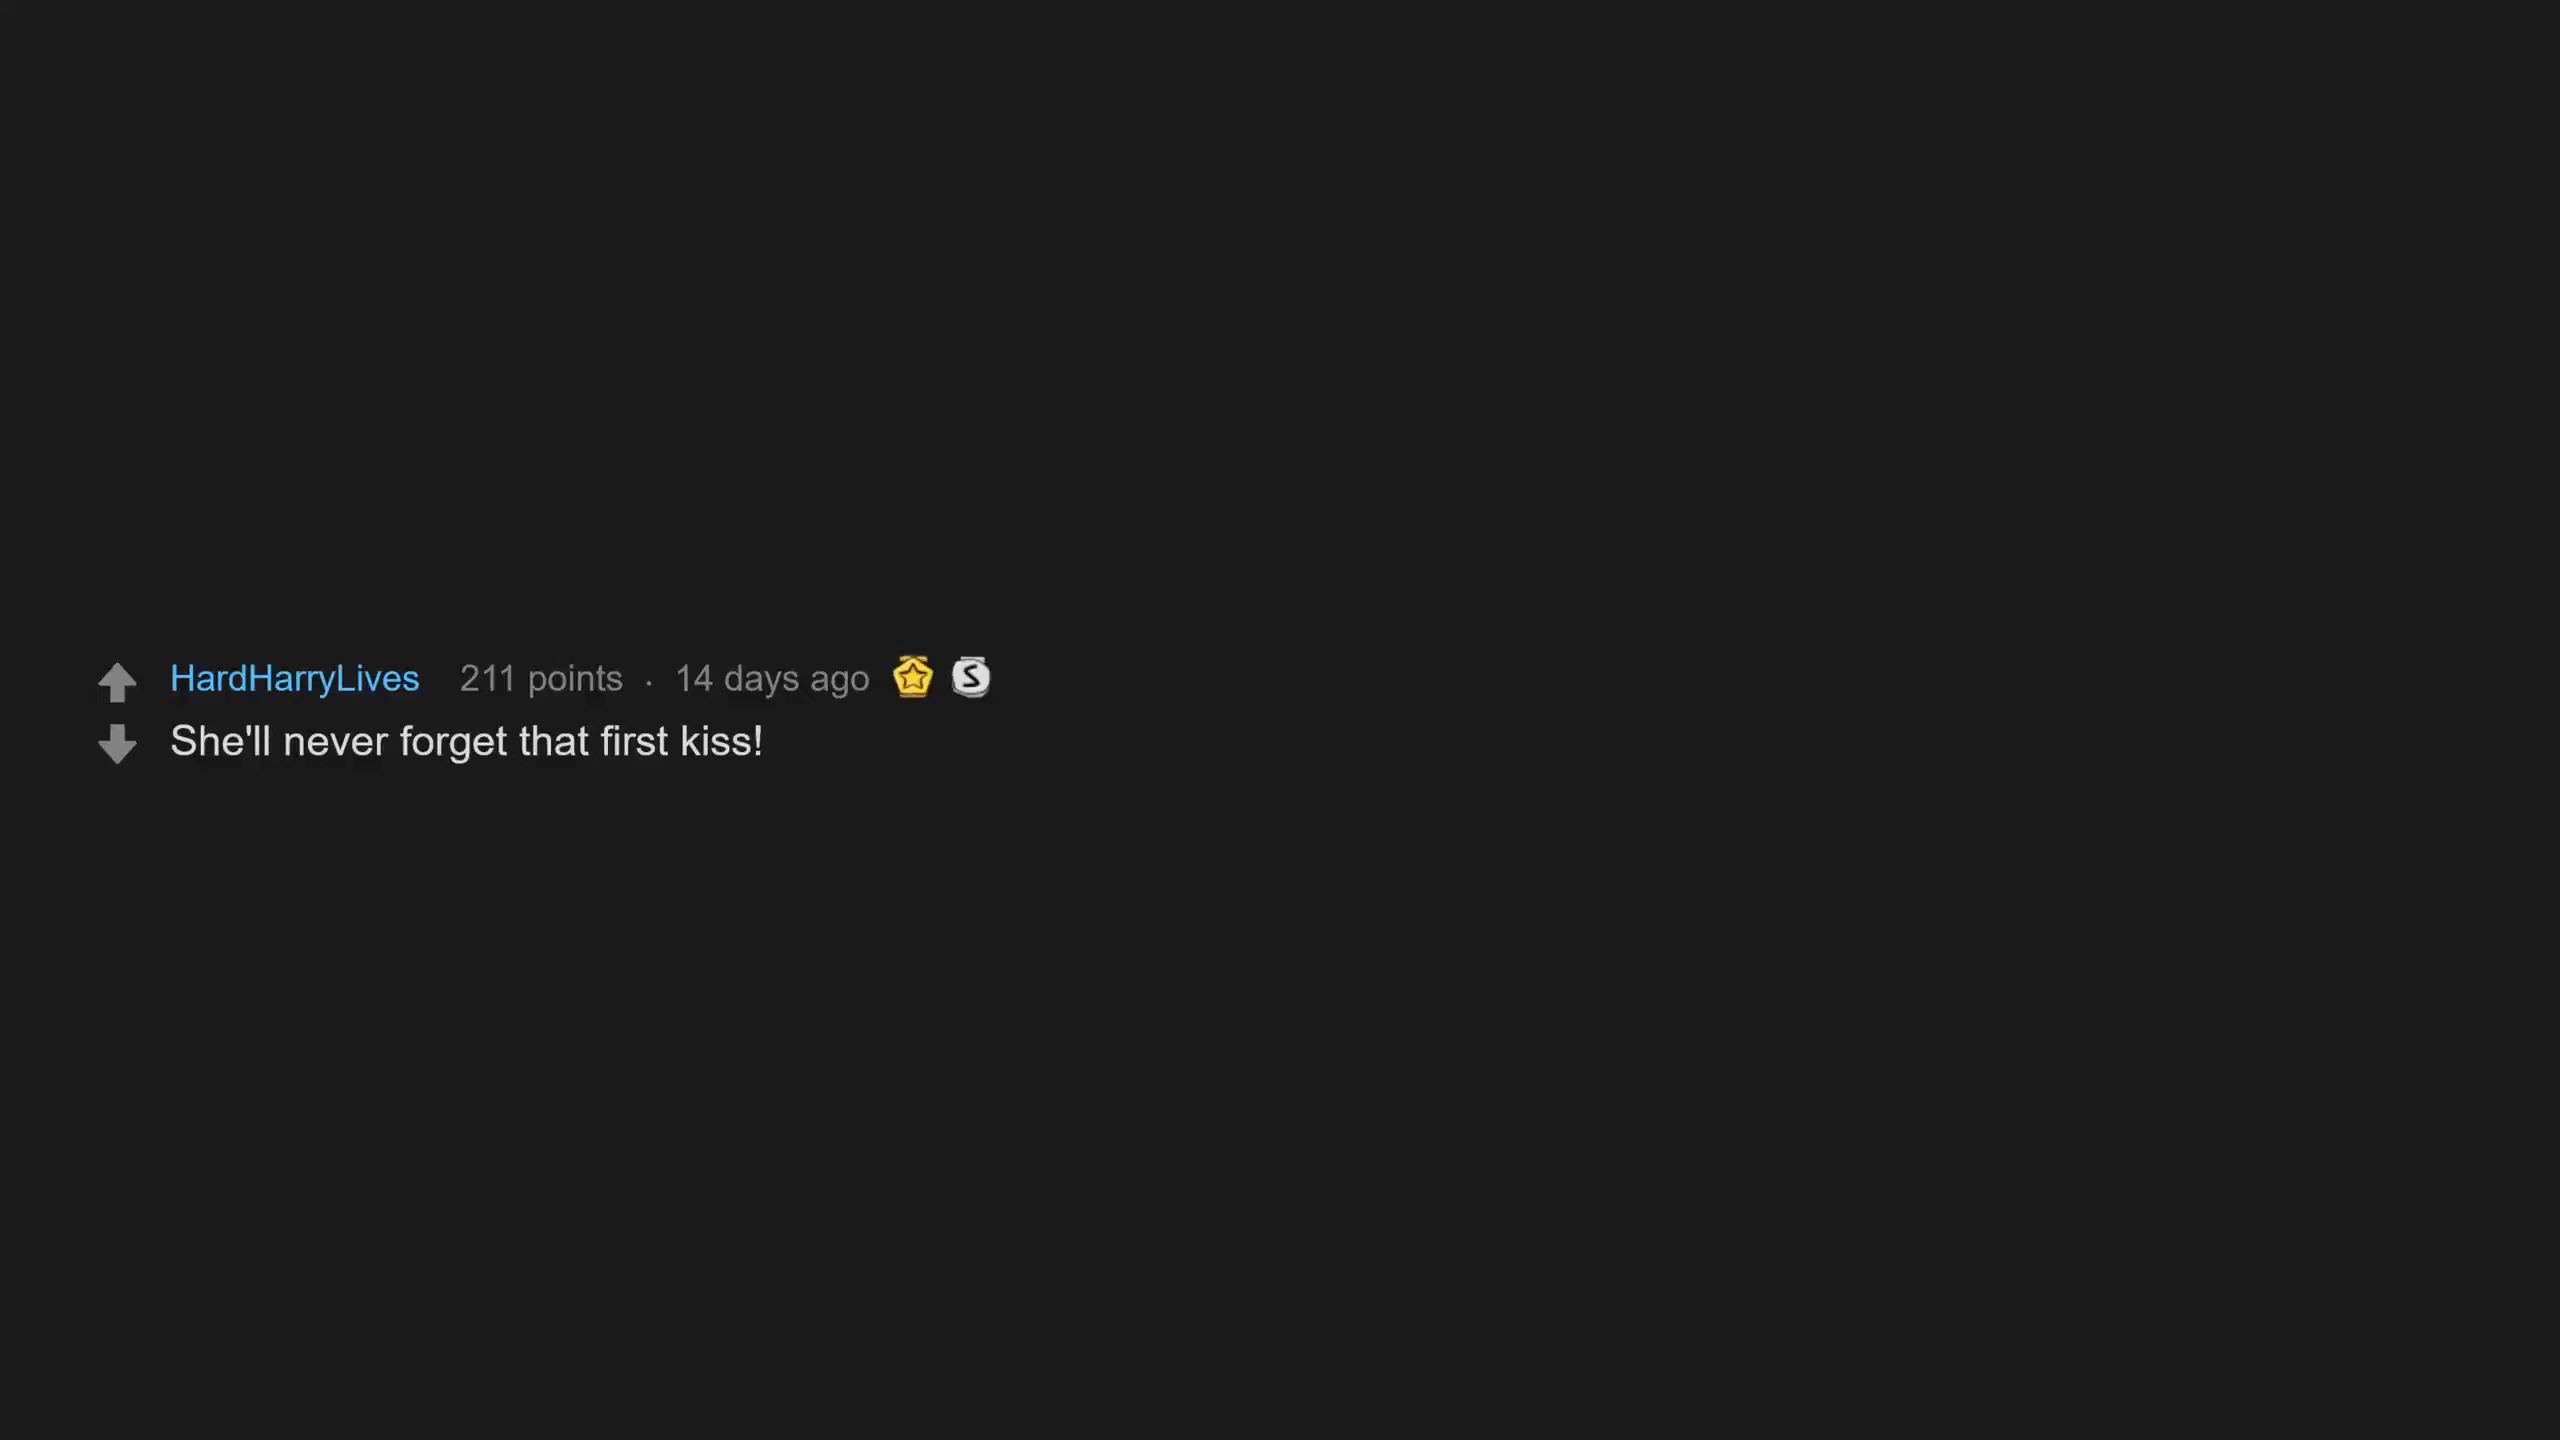 HardHarryLives 211 points · 14 days ago S
She'll never forget that first kiss!